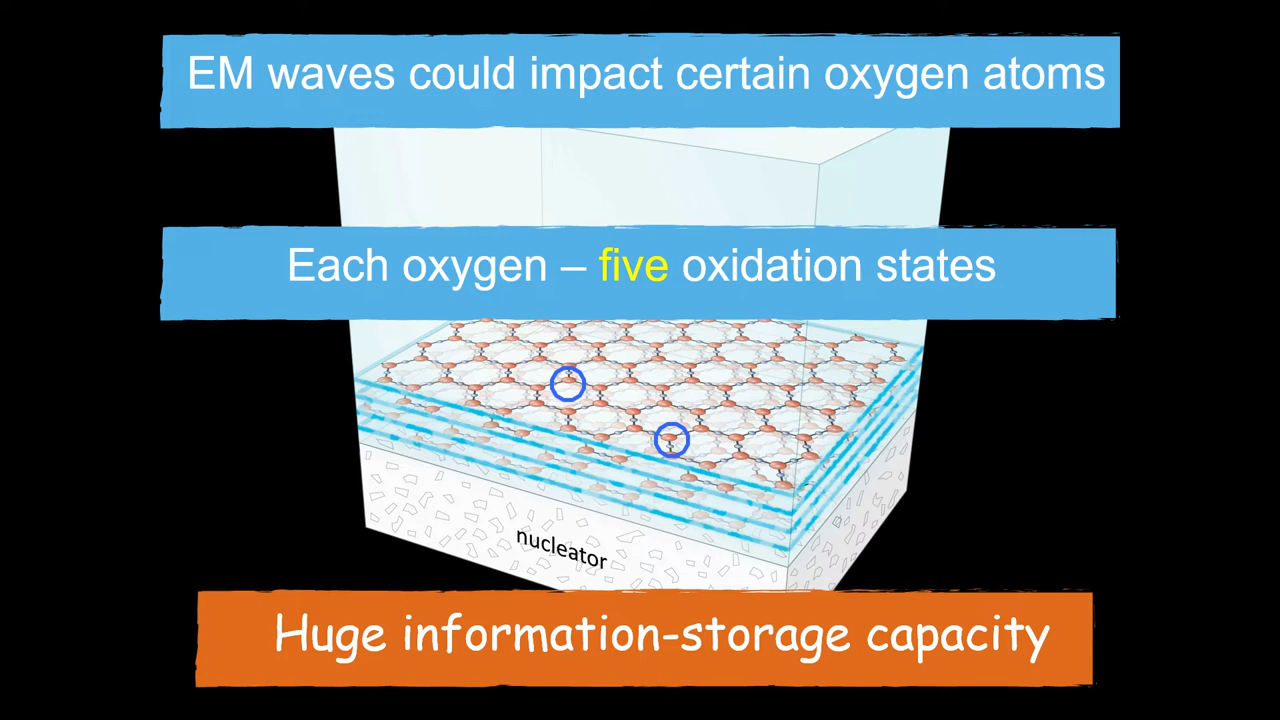 EM waves could impact certain oxygen atoms
Each oxygen – five oxidation states
nucleator
Huge information-storage capacity